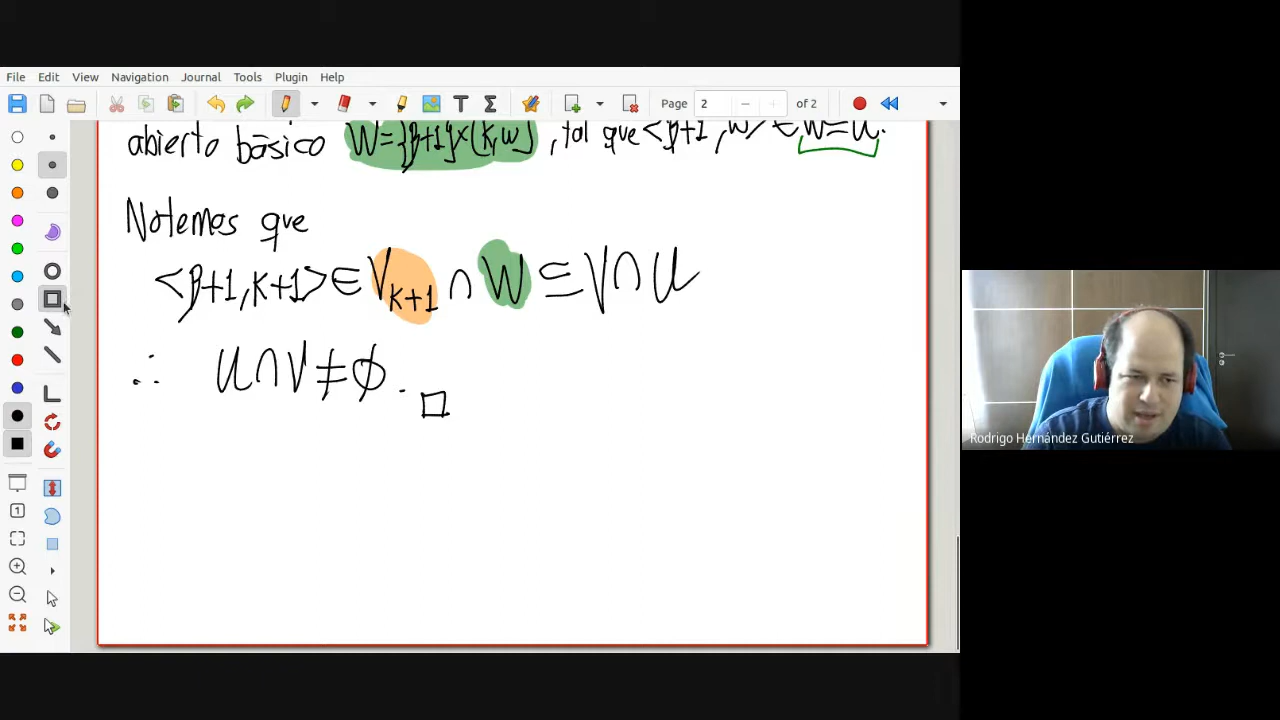 File Edit View Navigation Journal Tools Plugin Help
Page 2 of 2
abierto básico W={β+1}×(k,ω], tal que <β+1,ω>∈W⊆U.
Notemos que
<β+1,k+1>∈V_{k+1}∩W⊆V∩U
∴ U∩V≠∅.□
Rodrigo Hernández Gutiérrez